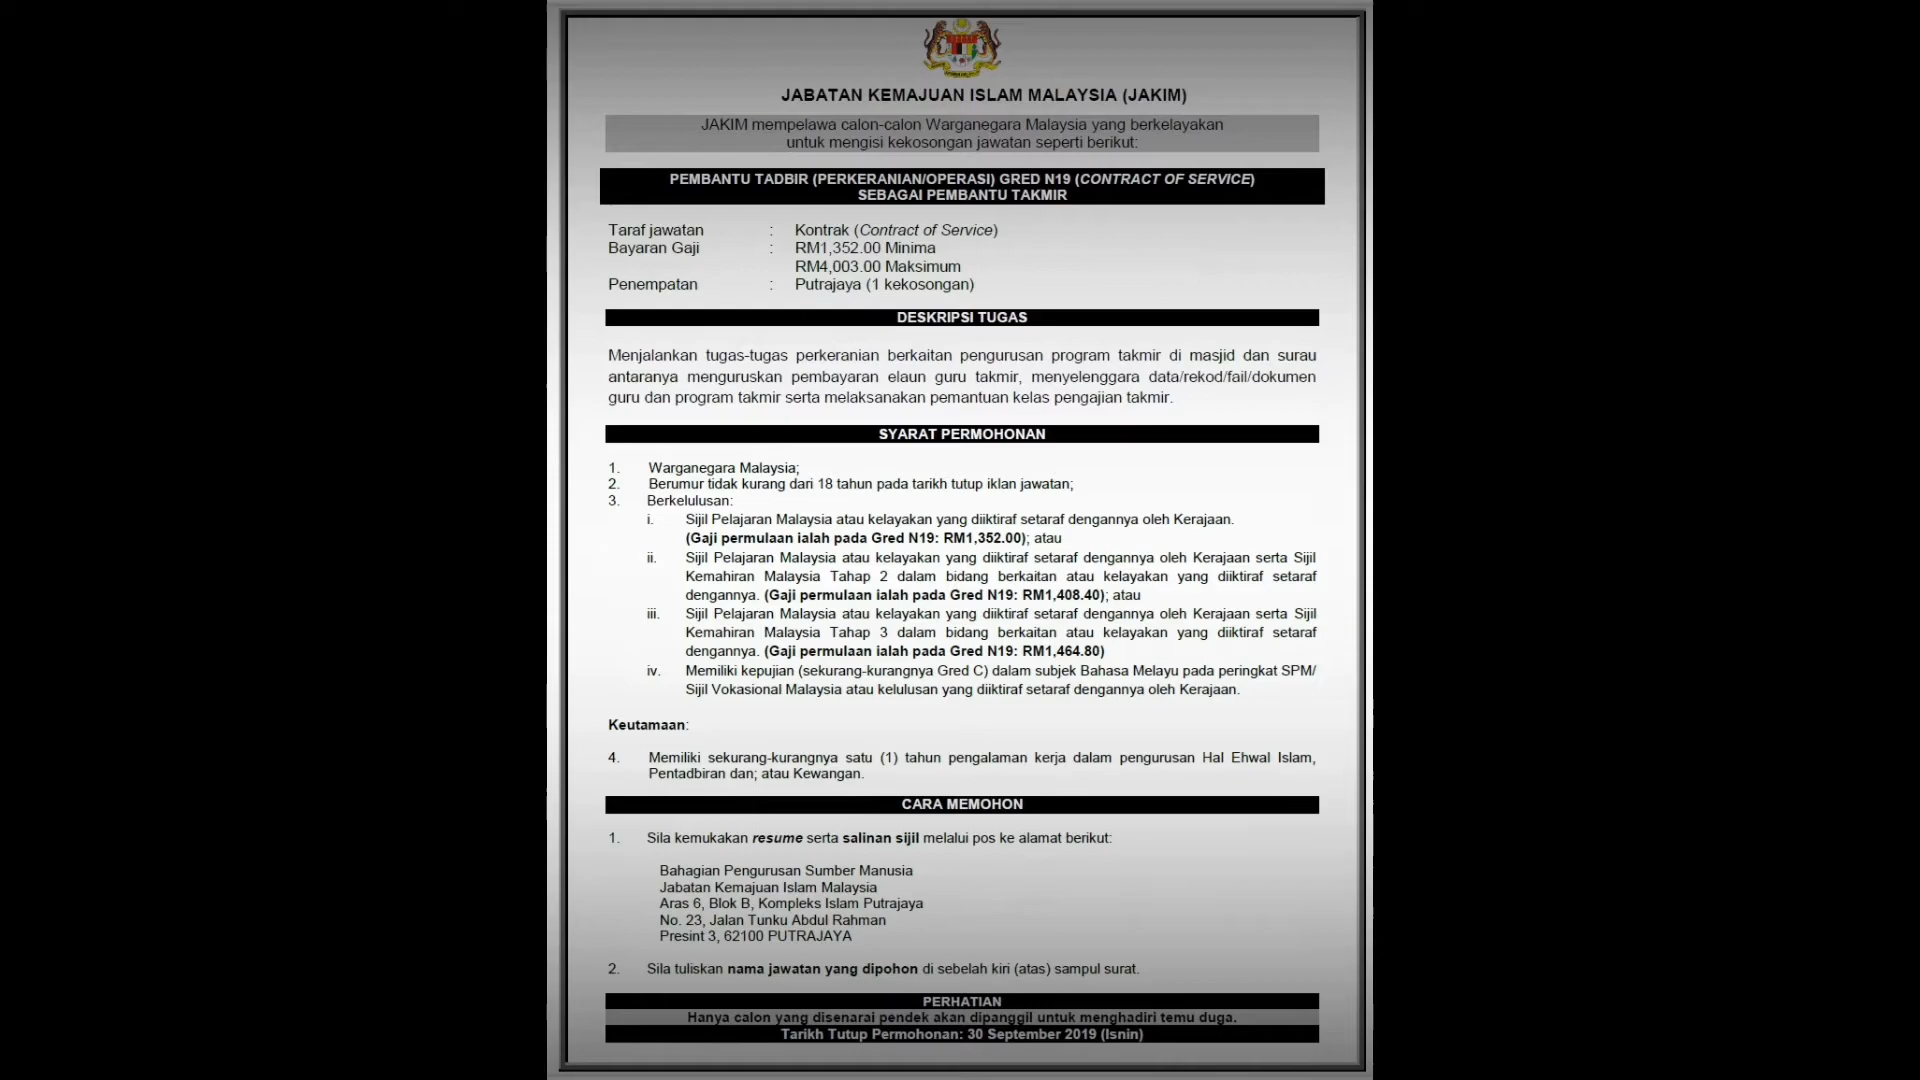 JABATAN KEMAJUAN ISLAM MALAYSIA (JAKIM)
JAKIM mempelawa calon-calon Warganegara Malaysia yang berkelayakan
untuk mengisi kekosongan jawatan seperti berikut:
PEMBANTU TADBIR (PERKERANIAN/OPERASI) GRED N19 (CONTRACT OF SERVICE)
SEBAGAI PEMBANTU TAKMIR
Taraf jawatan : Kontrak (Contract of Service)
Bayaran Gaji : RM1,352.00 Minima
RM4,003.00 Maksimum
Penempatan : Putrajaya (1 kekosongan)
DESKRIPSI TUGAS
Menjalankan tugas-tugas perkeranian berkaitan pengurusan program takmir di masjid dan surau
antaranya menguruskan pembayaran elaun guru takmir, menyelenggara data/rekod/fail/dokumen
guru dan program takmir serta melaksanakan pemantuan kelas pengajian takmir.
SYARAT PERMOHONAN
1. Warganegara Malaysia;
2. Berumur tidak kurang dari 18 tahun pada tarikh tutup iklan jawatan;
3. Berkelulusan:
i. Sijil Pelajaran Malaysia atau kelayakan yang diiktiraf setaraf dengannya oleh Kerajaan.
(Gaji permulaan ialah pada Gred N19: RM1,352.00); atau
ii. Sijil Pelajaran Malaysia atau kelayakan yang diiktiraf setaraf dengannya oleh Kerajaan serta Sijil
Kemahiran Malaysia Tahap 2 dalam bidang berkaitan atau kelayakan yang diiktiraf setaraf
dengannya. (Gaji permulaan ialah pada Gred N19: RM1,408.40); atau
iii. Sijil Pelajaran Malaysia atau kelayakan yang diiktiraf setaraf dengannya oleh Kerajaan serta Sijil
Kemahiran Malaysia Tahap 3 dalam bidang berkaitan atau kelayakan yang diiktiraf setaraf
dengannya. (Gaji permulaan ialah pada Gred N19: RM1,464.80)
iv. Memiliki kepujian (sekurang-kurangnya Gred C) dalam subjek Bahasa Melayu pada peringkat SPM/
Sijil Vokasional Malaysia atau kelulusan yang diiktiraf setaraf dengannya oleh Kerajaan.
Keutamaan:
4. Memiliki sekurang-kurangnya satu (1) tahun pengalaman kerja dalam pengurusan Hal Ehwal Islam,
Pentadbiran dan; atau Kewangan.
CARA MEMOHON
1. Sila kemukakan resume serta salinan sijil melalui pos ke alamat berikut:
Bahagian Pengurusan Sumber Manusia
Jabatan Kemajuan Islam Malaysia
Aras 6, Blok B, Kompleks Islam Putrajaya
No. 23, Jalan Tunku Abdul Rahman
Presint 3, 62100 PUTRAJAYA
2. Sila tuliskan nama jawatan yang dipohon di sebelah kiri (atas) sampul surat.
PERHATIAN
Hanya calon yang disenarai pendek akan dipanggil untuk menghadiri temu duga.
Tarikh Tutup Permohonan: 30 September 2019 (Isnin)